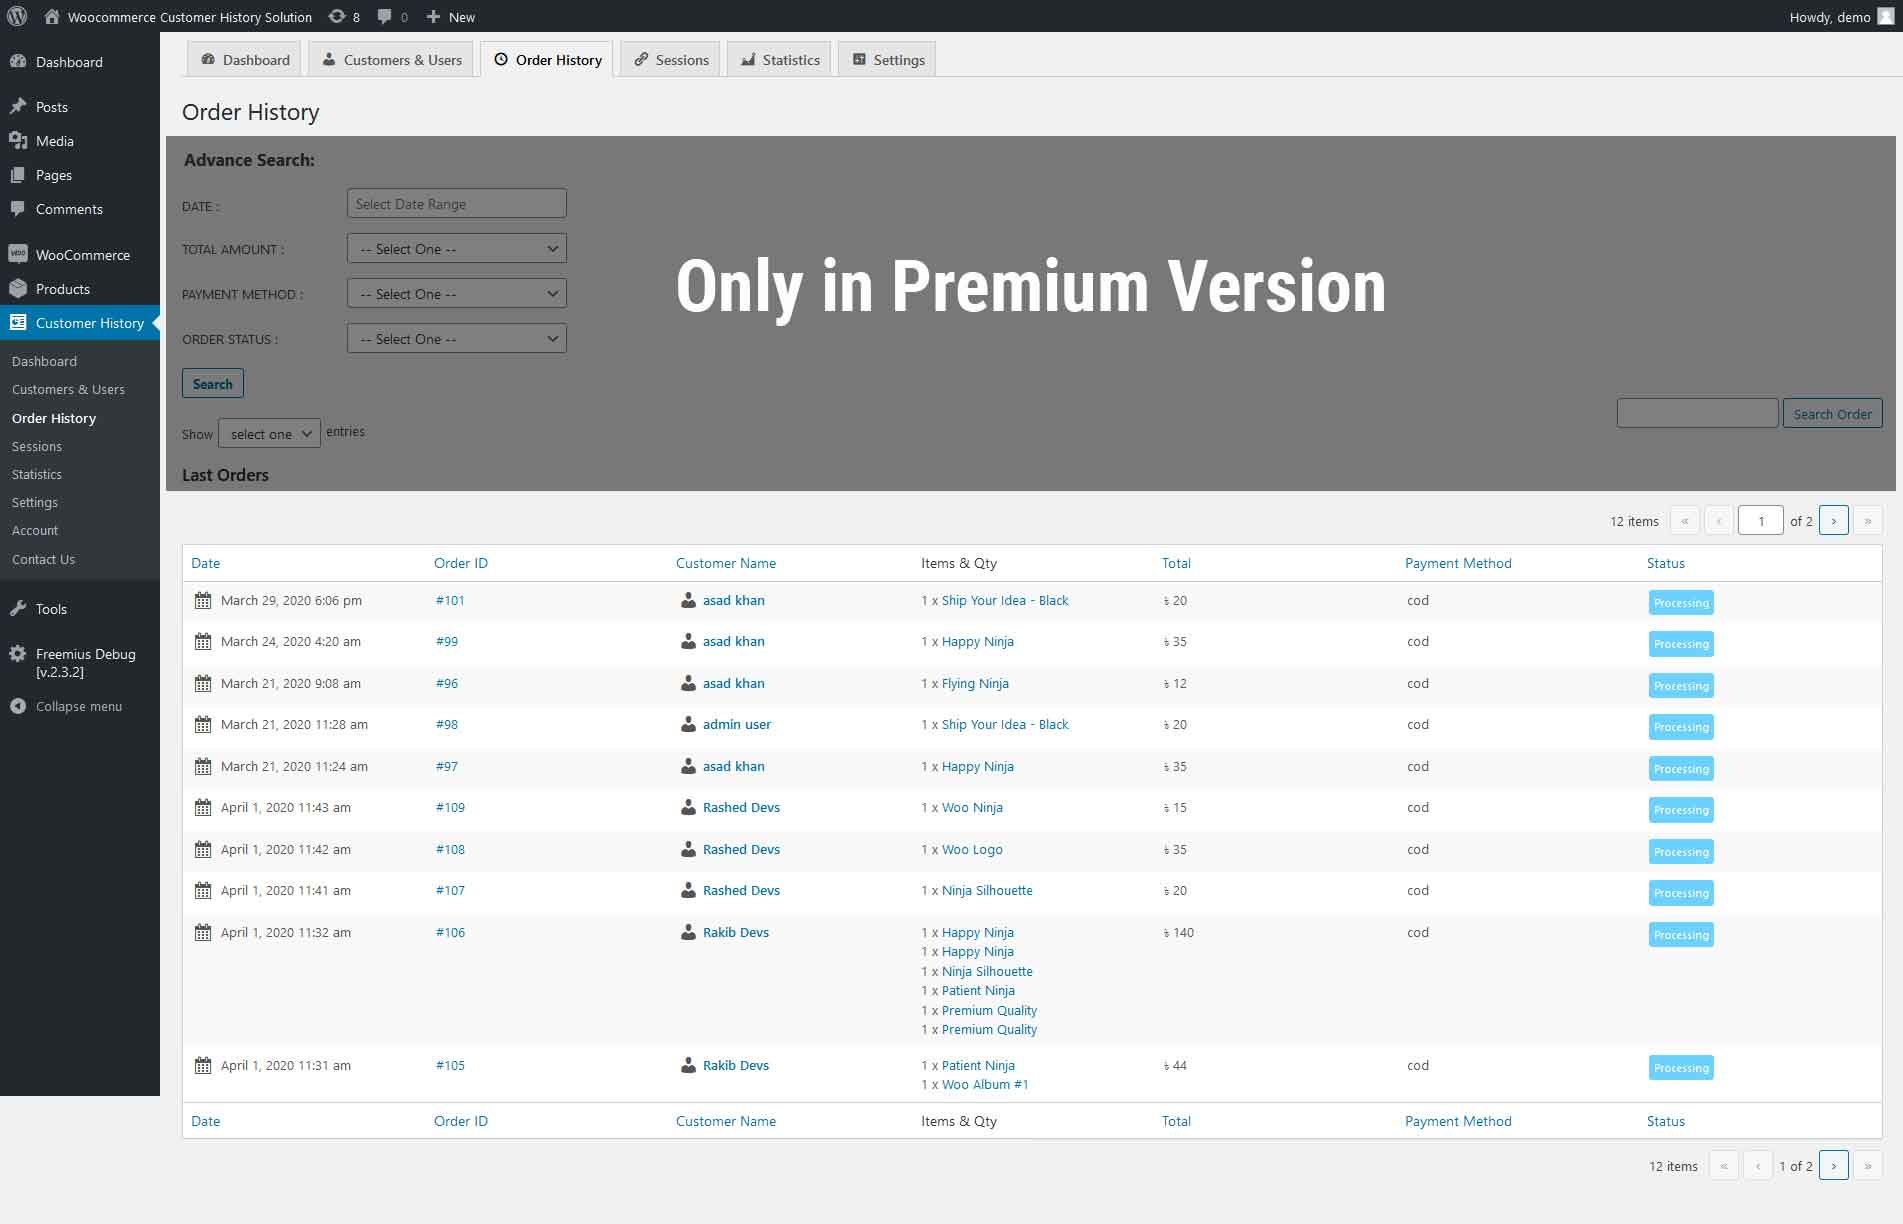 Woocommerce Customer History Solution 8 0 New Howdy, demo
Dashboard
Posts
Media
Pages
Comments
WooCommerce
Products
Customer History
Dashboard
Customers & Users
Order History
Sessions
Statistics
Settings
Account
Contact Us
Tools
Freemius Debug
[v.2.3.2]
Collapse menu
Dashboard Customers & Users Order History Sessions Statistics Settings
Order History
Advance Search:
DATE : Select Date Range
TOTAL AMOUNT : -- Select One --
PAYMENT METHOD : -- Select One --
ORDER STATUS : -- Select One --
Only in Premium Version
Search
Search Order
Show select one entries
Last Orders
12 items « ‹ 1 of 2 › »
Date Order ID Customer Name Items & Qty Total Payment Method Status
March 29, 2020 6:06 pm #101 asad khan 1 x Ship Your Idea - Black ৳ 20 cod Processing
March 24, 2020 4:20 am #99 asad khan 1 x Happy Ninja ৳ 35 cod Processing
March 21, 2020 9:08 am #96 asad khan 1 x Flying Ninja ৳ 12 cod Processing
March 21, 2020 11:28 am #98 admin user 1 x Ship Your Idea - Black ৳ 20 cod Processing
March 21, 2020 11:24 am #97 asad khan 1 x Happy Ninja ৳ 35 cod Processing
April 1, 2020 11:43 am #109 Rashed Devs 1 x Woo Ninja ৳ 15 cod Processing
April 1, 2020 11:42 am #108 Rashed Devs 1 x Woo Logo ৳ 35 cod Processing
April 1, 2020 11:41 am #107 Rashed Devs 1 x Ninja Silhouette ৳ 20 cod Processing
April 1, 2020 11:32 am #106 Rakib Devs 1 x Happy Ninja ৳ 140 cod Processing
1 x Happy Ninja
1 x Ninja Silhouette
1 x Patient Ninja
1 x Premium Quality
1 x Premium Quality
April 1, 2020 11:31 am #105 Rakib Devs 1 x Patient Ninja ৳ 44 cod Processing
1 x Woo Album #1
Date Order ID Customer Name Items & Qty Total Payment Method Status
12 items « ‹ 1 of 2 › »